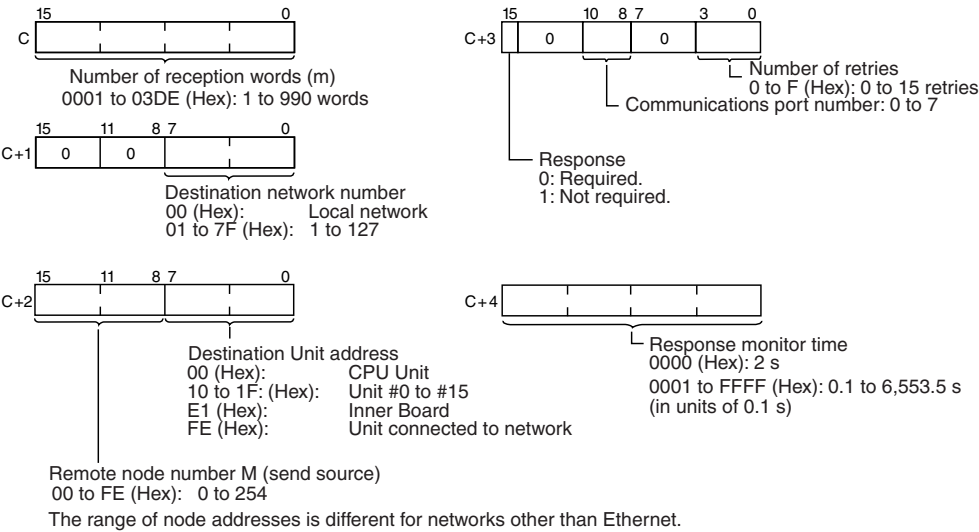 15 0
C
Number of reception words (m)
0001 to 03DE (Hex): 1 to 990 words
15 11 8 7 0
C+1 0 0
Destination network number
00 (Hex): Local network
01 to 7F (Hex): 1 to 127
15 11 8 7 0
C+2
Destination Unit address
00 (Hex): CPU Unit
10 to 1F: (Hex): Unit #0 to #15
E1 (Hex): Inner Board
FE (Hex): Unit connected to network
Remote node number M (send source)
00 to FE (Hex): 0 to 254
The range of node addresses is different for networks other than Ethernet.
15 10 8 7 3 0
C+3 0 0
Number of retries
0 to F (Hex): 0 to 15 retries
Communications port number: 0 to 7
Response
0: Required.
1: Not required.
C+4
Response monitor time
0000 (Hex): 2 s
0001 to FFFF (Hex): 0.1 to 6,553.5 s
(in units of 0.1 s)